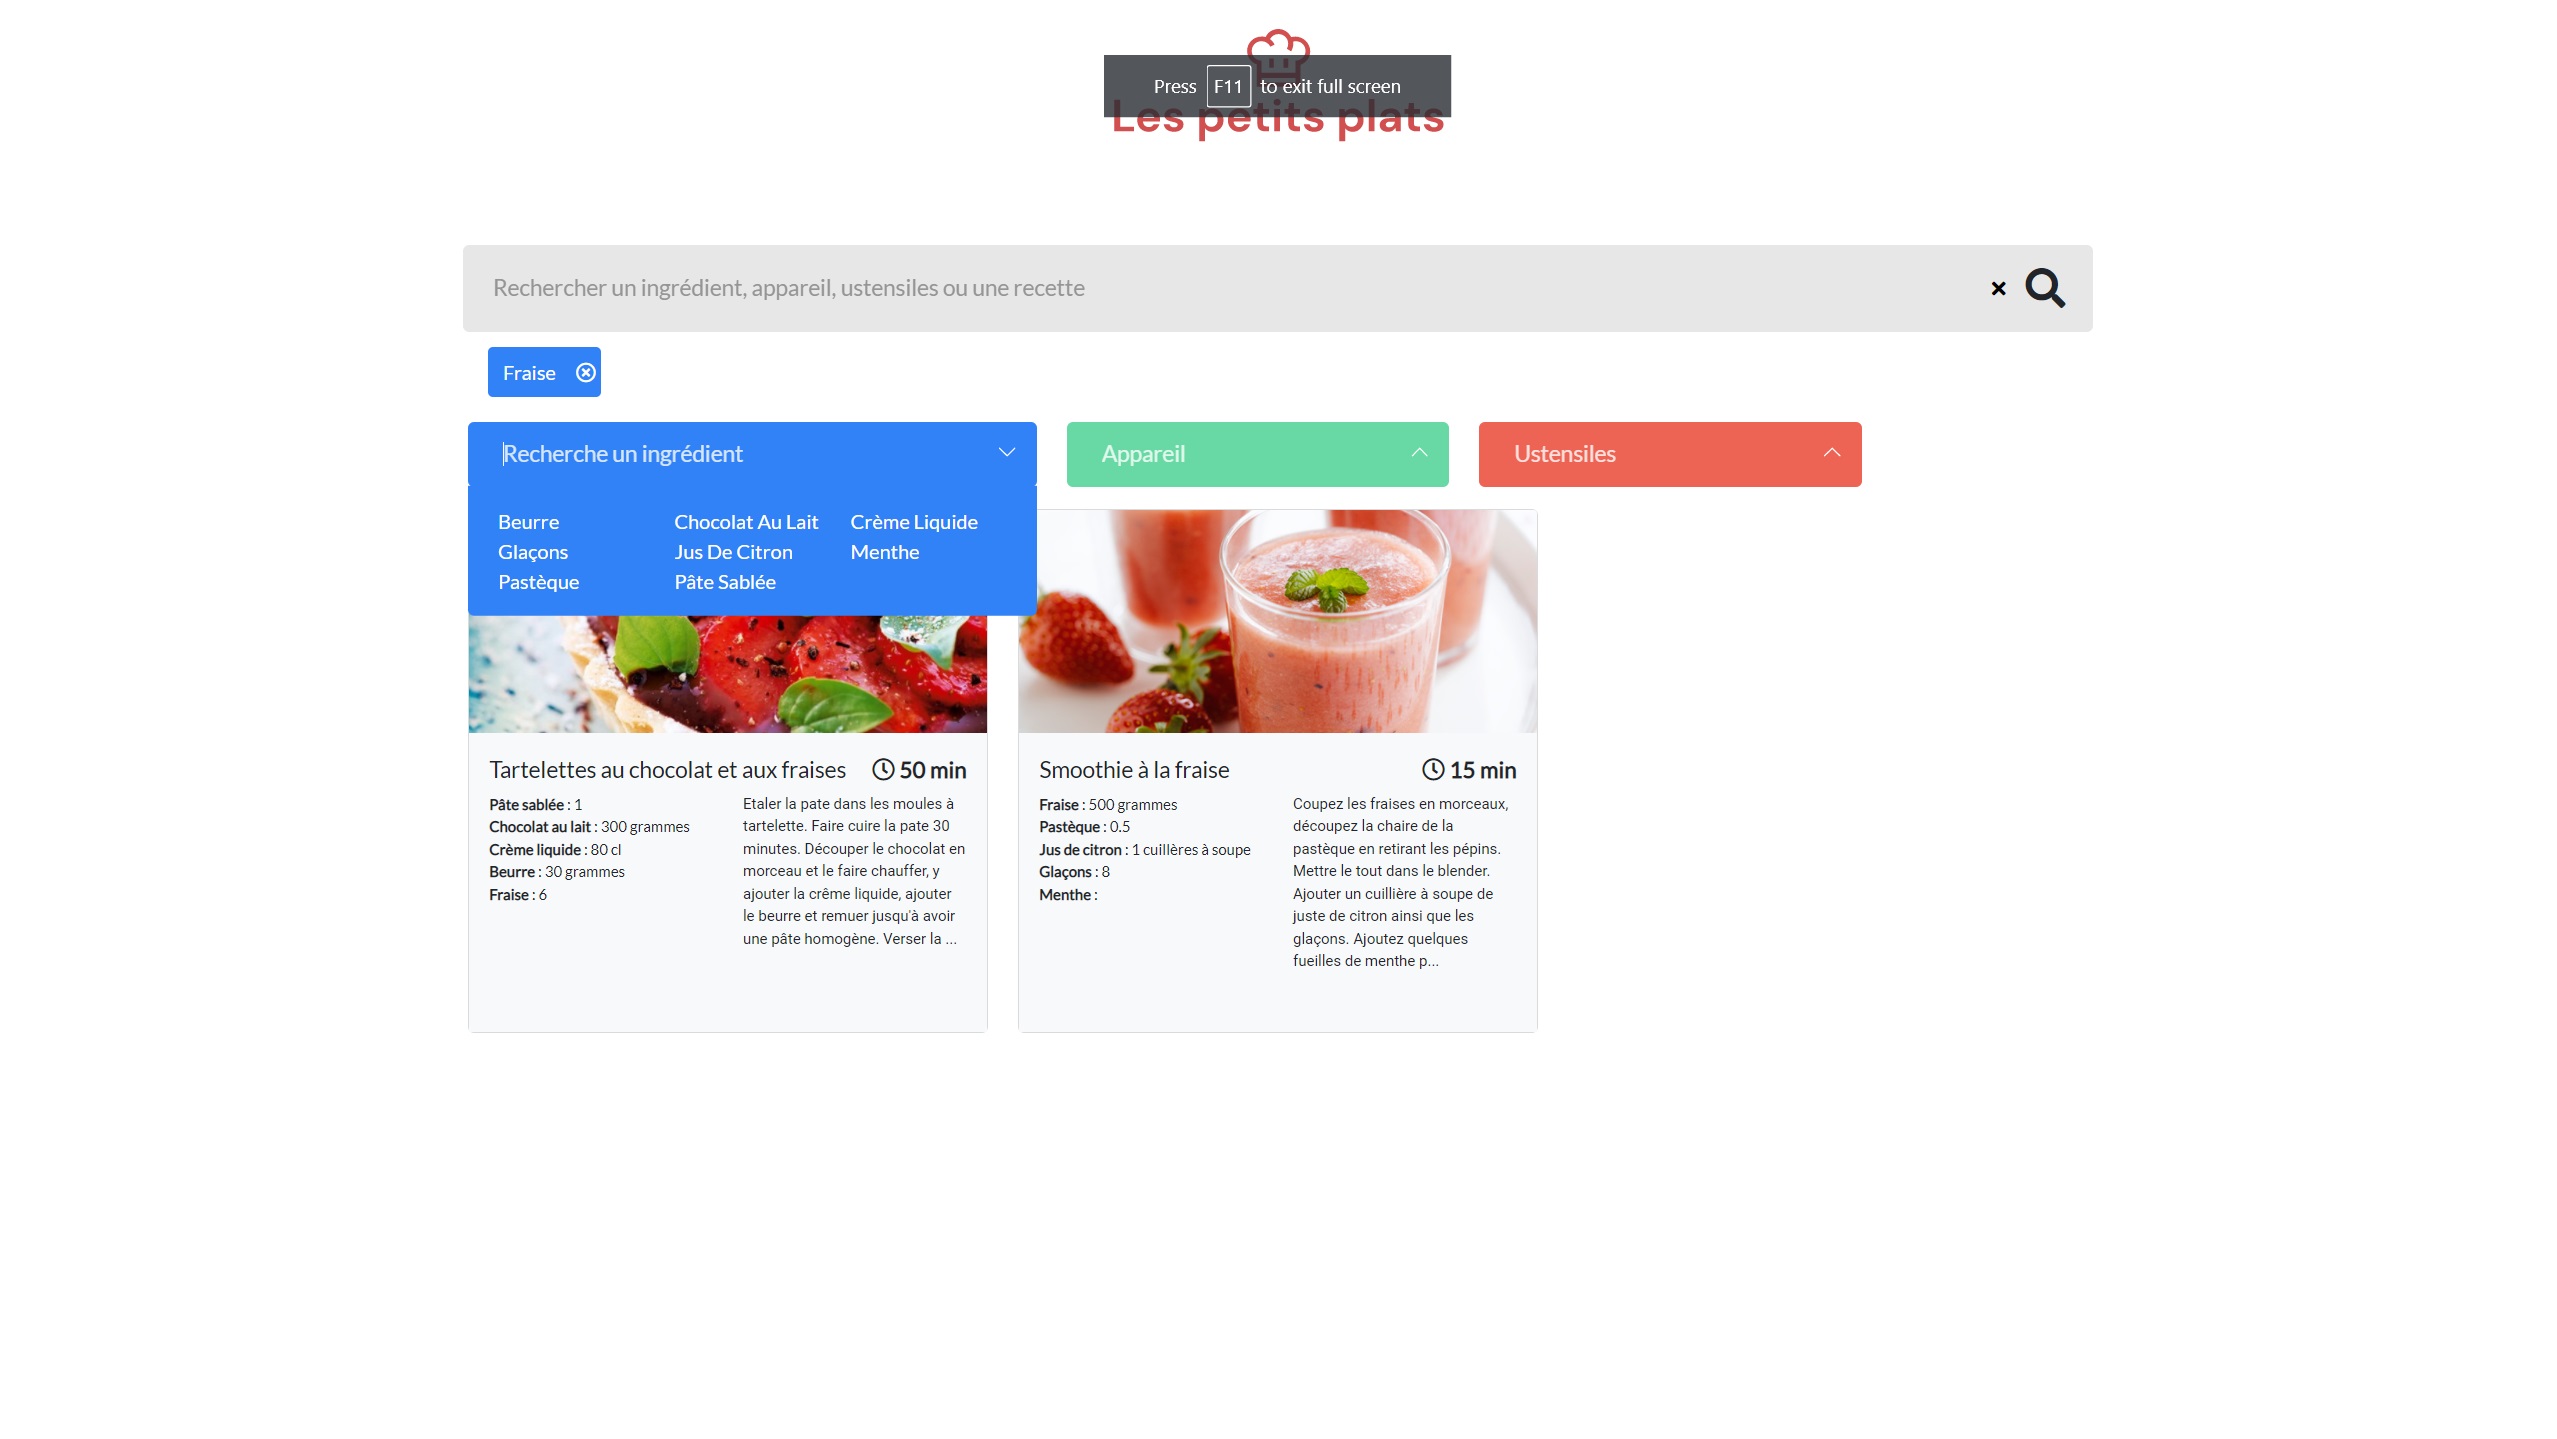 Press F11 to exit full screen
Les petits plats
Rechercher un ingrédient, appareil, ustensiles ou une recette
Fraise
Recherche un ingrédient
Appareil
Ustensiles
Beurre Chocolat Au Lait Crème Liquide
Glaçons Jus De Citron Menthe
Pastèque Pâte Sablée
Tartelettes au chocolat et aux fraises 50 min
Pâte sablée : 1
Chocolat au lait : 300 grammes
Crème liquide : 80 cl
Beurre : 30 grammes
Fraise : 6
Etaler la pate dans les moules à
tartelette. Faire cuire la pate 30
minutes. Découper le chocolat en
morceau et le faire chauffer, y
ajouter la crême liquide, ajouter
le beurre et remuer jusqu'à avoir
une pâte homogène. Verser la ...
Smoothie à la fraise 15 min
Fraise : 500 grammes
Pastèque : 0.5
Jus de citron : 1 cuillères à soupe
Glaçons : 8
Menthe :
Coupez les fraises en morceaux,
découpez la chaire de la
pastèque en retirant les pépins.
Mettre le tout dans le blender.
Ajouter un cuillière à soupe de
juste de citron ainsi que les
glaçons. Ajoutez quelques
fueilles de menthe p...